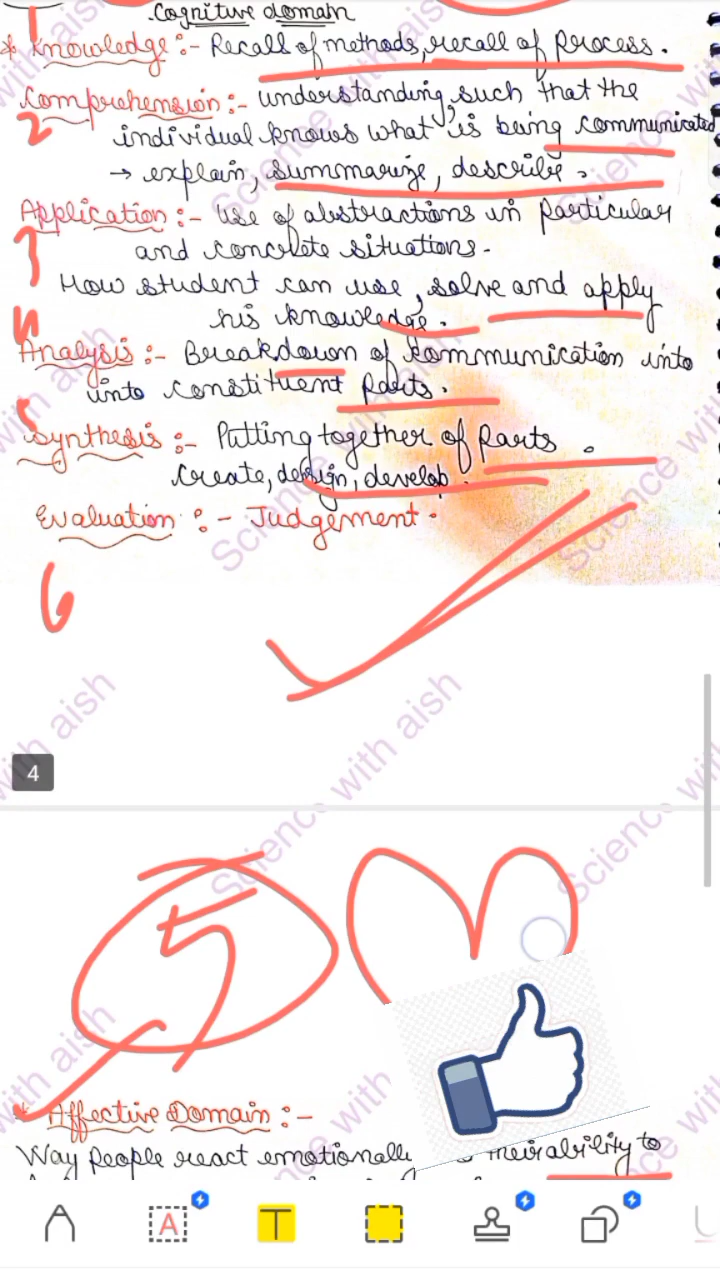 1
Cognitive domain
* Knowledge :- Recall of methods, recall of process.
Comprehension :- understanding, such that the
2
individual knows what is being communicated
→ explain, summarize, describe.
Application :- Use of abstractions in particular
3
and concrete situations.
How student can use, solve and apply
his knowledge.
4
Analysis :- Breakdown of communication into
into constituent parts.
5
Synthesis :- Putting together of parts.
create, design, develop.
Evaluation :- Judgement.
6
4
5
* Affective Domain :-
Way people react emotionally their ability to
A
T
Science with aish